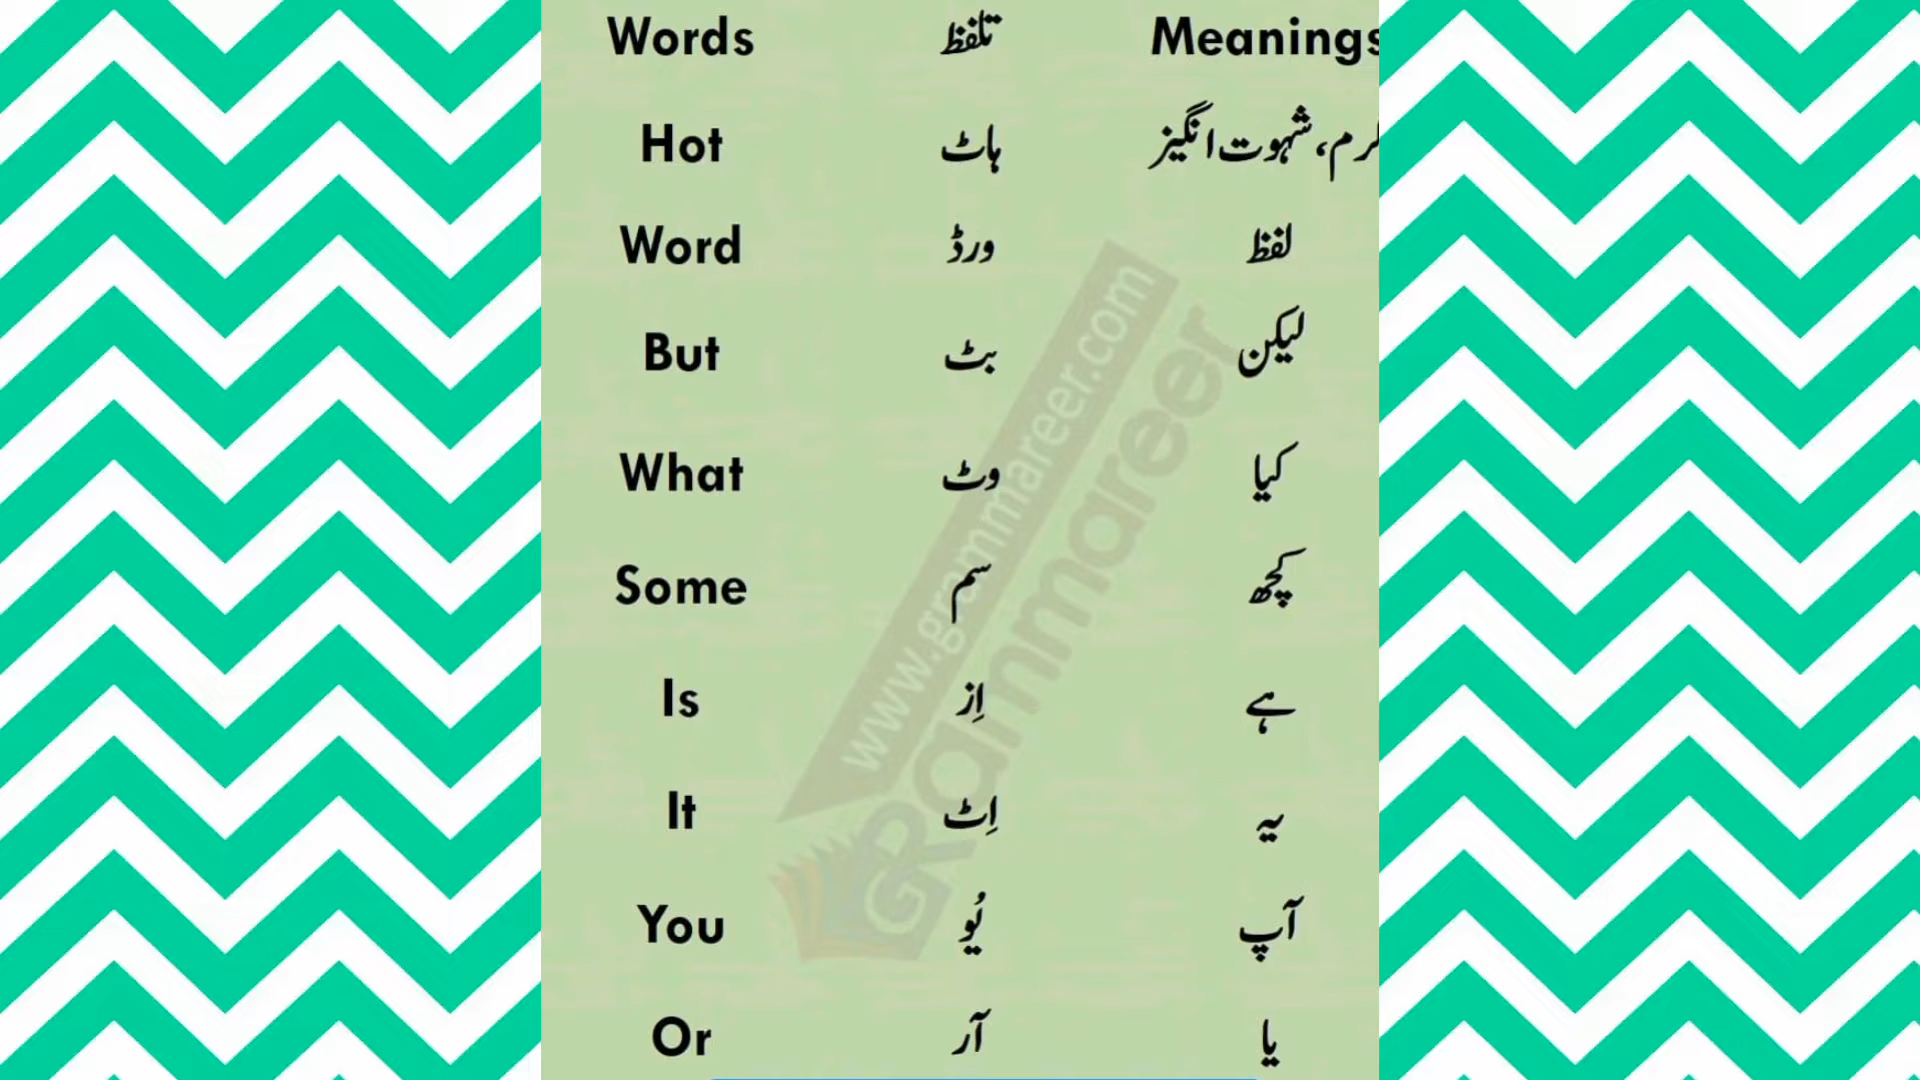 Words تلفظ Meanings
Hot ہاٹ گرم، شہوت انگیز
Word ورڈ لفظ
But بٹ لیکن
What وٹ کیا
Some سم کچھ
Is اِز ہے
It اِٹ یہ
You یُو آپ
Or آر یا
www.grammareer.com
GRammareer